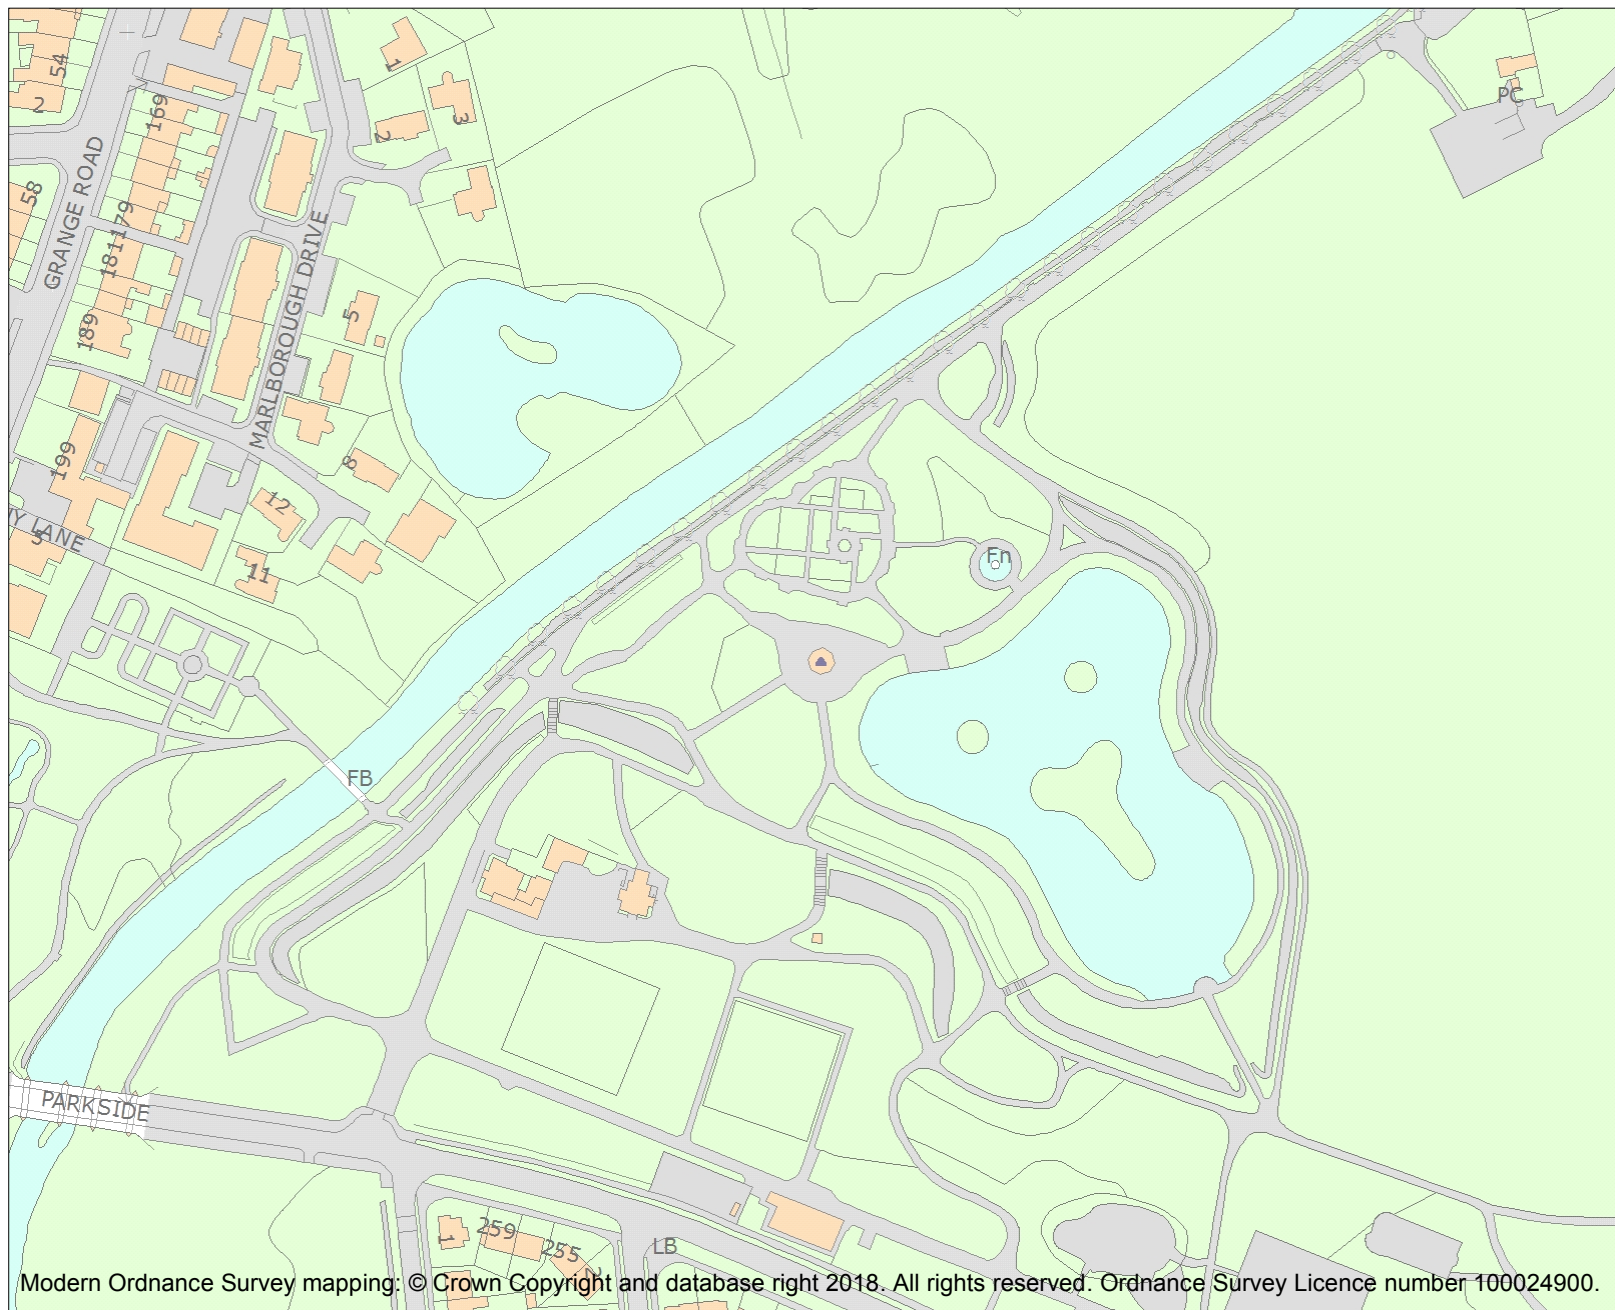 54
2
1
3
2
PC
169
GRANGE ROAD
58
179
181
MARLBOROUGH DRIVE
189
5
199
8
12
NY LANE
5
11
Fn
FB
PARKSIDE
1
259
255
2
LB
Modern Ordnance Survey mapping: © Crown Copyright and database right 2018. All rights reserved. Ordnance Survey Licence number 100024900.